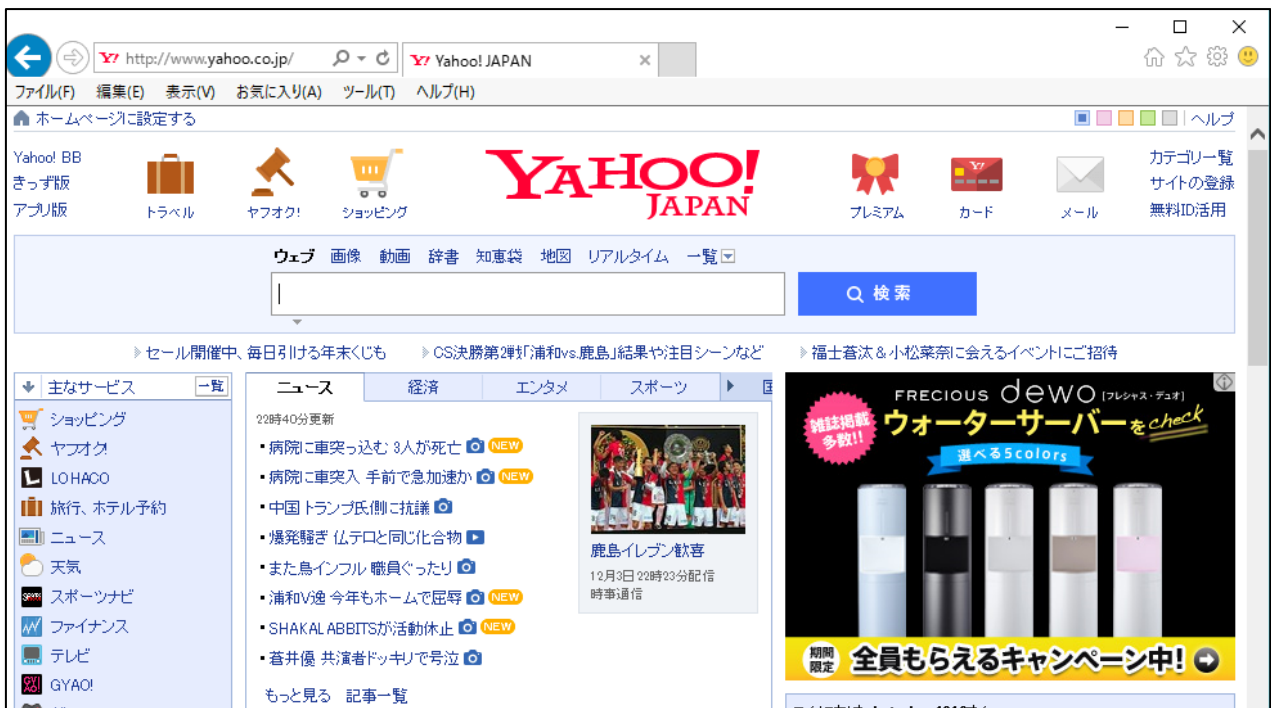 http://www.yahoo.co.jp/
Yahoo! JAPAN
ファイル(F) 編集(E) 表示(V) お気に入り(A) ツール(T) ヘルプ(H)
ホームページに設定する
ヘルプ
Yahoo! BB
きっず版
アプリ版
トラベル
ヤフオク!
ショッピング
YAHOO!
JAPAN
プレミアム
カード
メール
カテゴリ一覧
サイトの登録
無料ID活用
ウェブ 画像 動画 辞書 知恵袋 地図 リアルタイム 一覧
検索
セール開催中、毎日引ける年末くじも
CS決勝第2戦「浦和vs.鹿島」結果や注目シーンなど
福士蒼汰&小松菜奈に会えるイベントにご招待
主なサービス 一覧
ショッピング
ヤフオク!
LOHACO
旅行、ホテル予約
ニュース
天気
スポーツナビ
ファイナンス
テレビ
GYAO!
ニュース 経済 エンタメ スポーツ
22時40分更新
病院に車突っ込む 3人が死亡 NEW
病院に車突入 手前で急加速か NEW
中国 トランプ氏側に抗議
爆発騒ぎ 仏テロと同じ化合物
また鳥インフル 職員ぐったり
浦和V逸 今年もホームで屈辱 NEW
SHAKALABBITSが活動休止 NEW
蒼井優 共演者ドッキリで号泣
もっと見る 記事一覧
鹿島イレブン歓喜
12月3日 22時23分配信
時事通信
FRECIOUS dewo [フレシャス・デュオ]
雑誌掲載
多数!!
ウォーターサーバーをcheck
選べる5colors
期間
限定
全員もらえるキャンペーン中!